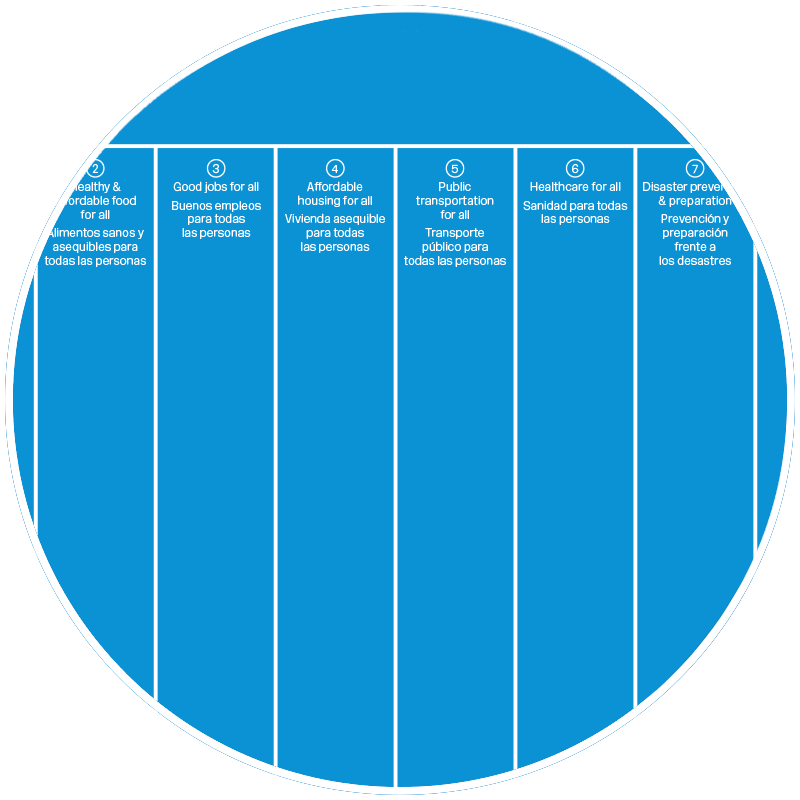 2
ealthy &
ordable food
for all
Alimentos sanos y
asequibles para
todas las personas
3
Good jobs for all
Buenos empleos
para todas
las personas
4
Affordable
housing for all
Vivienda asequible
para todas
las personas
5
Public
transportation
for all
Transporte
público para
todas las personas
6
Healthcare for all
Sanidad para todas
las personas
7
Disaster preven
& preparation
Prevención y
preparación
frente a
los desastres